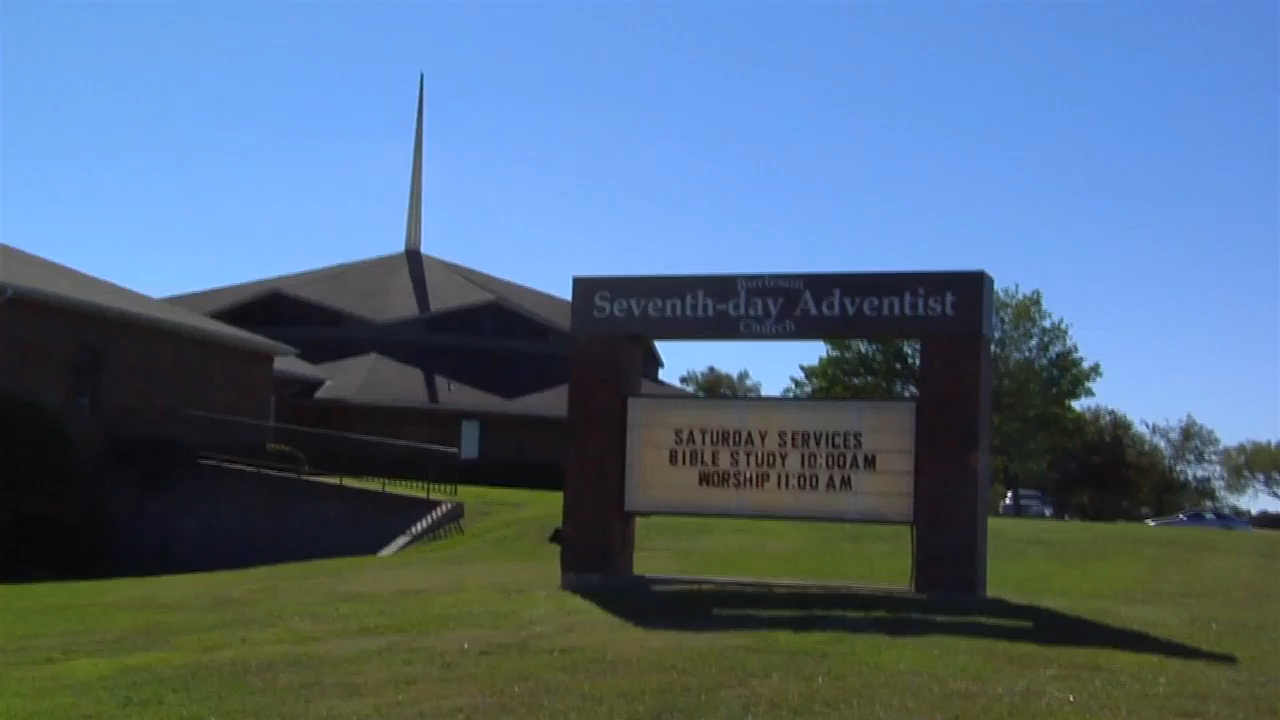 Burleson
Seventh-day Adventist
Church
SATURDAY SERVICES
BIBLE STUDY 10:00AM
WORSHIP 11:00 AM